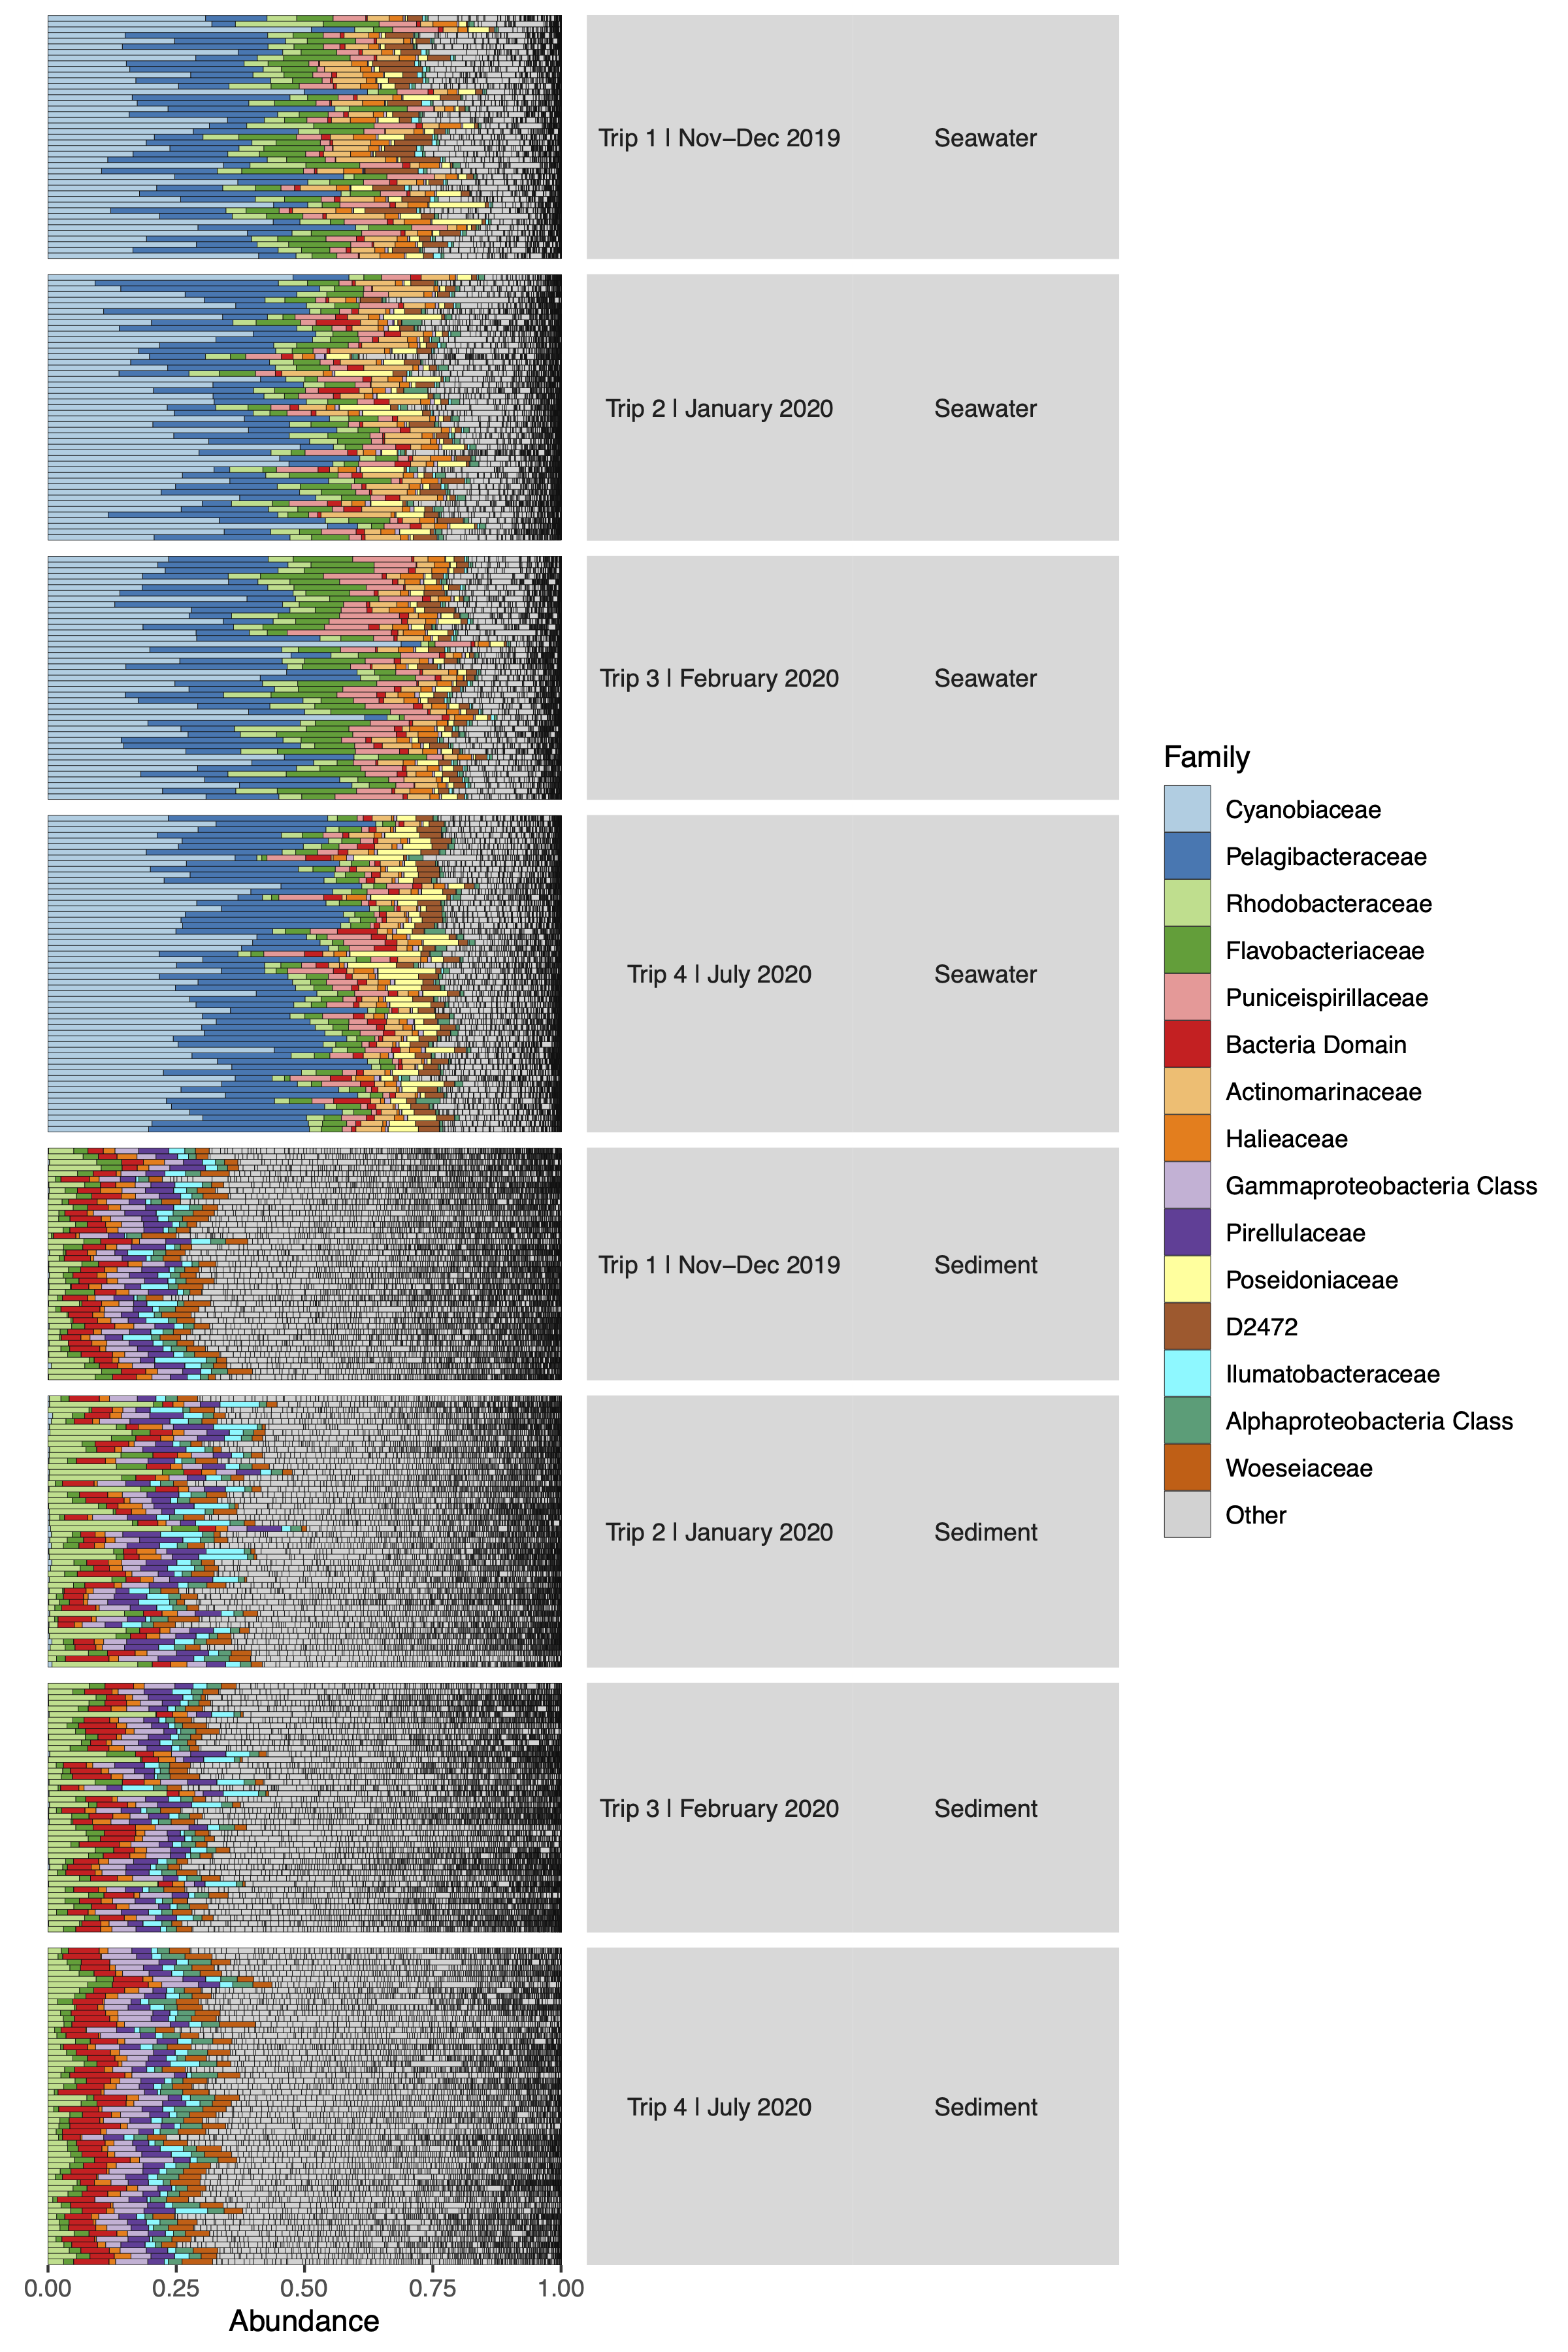 Trip 1 | Nov–Dec 2019 Seawater
Trip 2 | January 2020 Seawater
Trip 3 | February 2020 Seawater
Trip 4 | July 2020 Seawater
Trip 1 | Nov–Dec 2019 Sediment
Trip 2 | January 2020 Sediment
Trip 3 | February 2020 Sediment
Trip 4 | July 2020 Sediment
0.00 0.25 0.50 0.75 1.00
Abundance
Family
Cyanobiaceae
Pelagibacteraceae
Rhodobacteraceae
Flavobacteriaceae
Puniceispirillaceae
Bacteria Domain
Actinomarinaceae
Halieaceae
Gammaproteobacteria Class
Pirellulaceae
Poseidoniaceae
D2472
Ilumatobacteraceae
Alphaproteobacteria Class
Woeseiaceae
Other